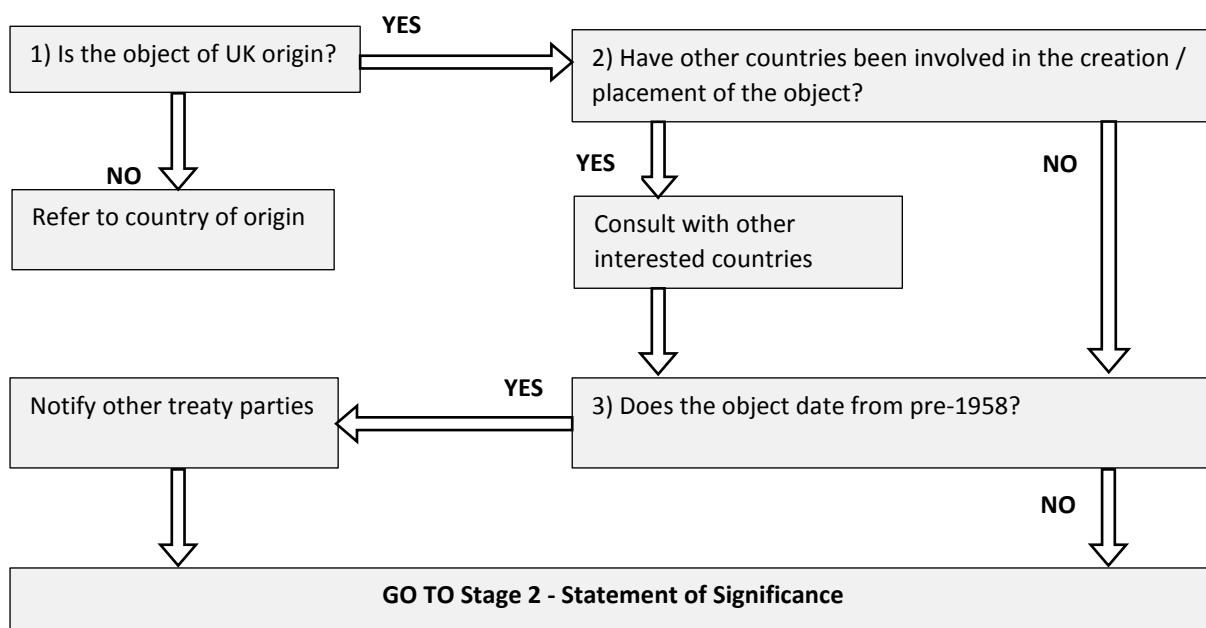 YES
1) Is the object of UK origin?
2) Have other countries been involved in the creation /
placement of the object?
NO
YES
NO
Refer to country of origin
Consult with other
interested countries
YES
Notify other treaty parties
3) Does the object date from pre-1958?
NO
GO TO Stage 2 - Statement of Significance